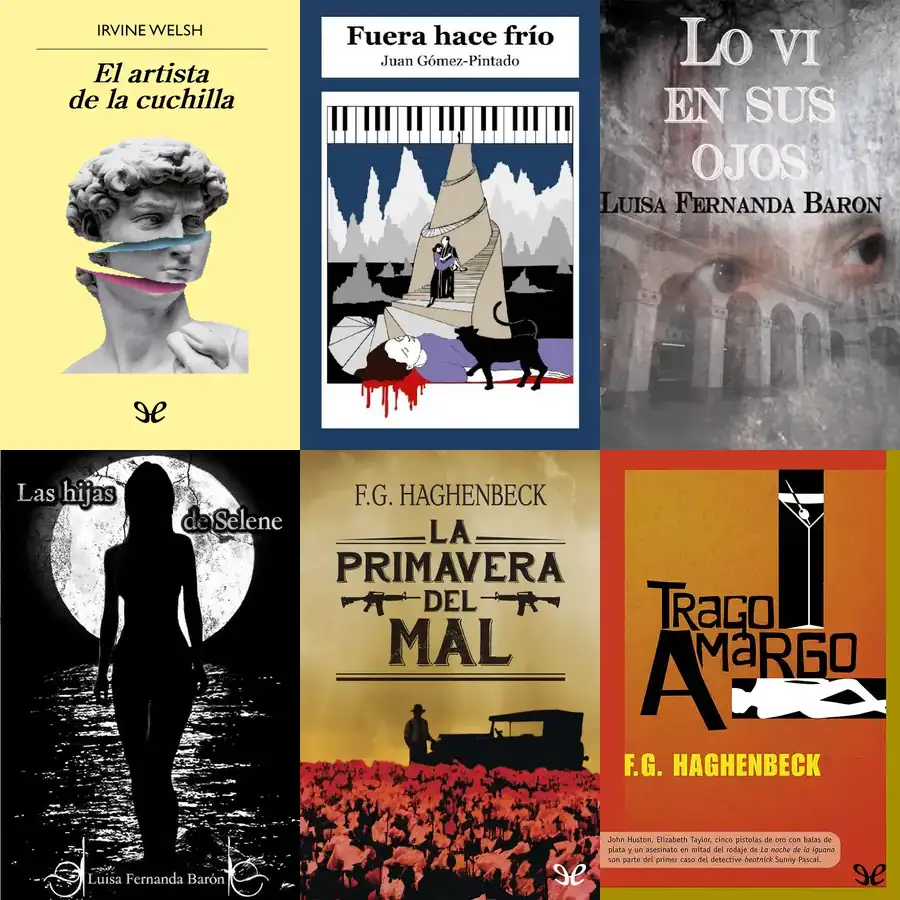 IRVINE WELSH
El artista
de la cuchilla
Fuera hace frío
Juan Gómez-Pintado
LO VI
EN SUS
OJOS
LUISA FERNANDA BARON
Las hijas
de Selene
Luisa Fernanda Barón
F.G. HAGHENBECK
LA
PRIMAVERA
DEL
MAL
TRAGO
AMARGO
F.G. HAGHENBECK
John Huston, Elizabeth Taylor, cinco pistolas de oro con balas de
plata y un asesinato en mitad del rodaje de La noche de la iguana
son parte del primer caso del detective beatnick Sunny Pascal.